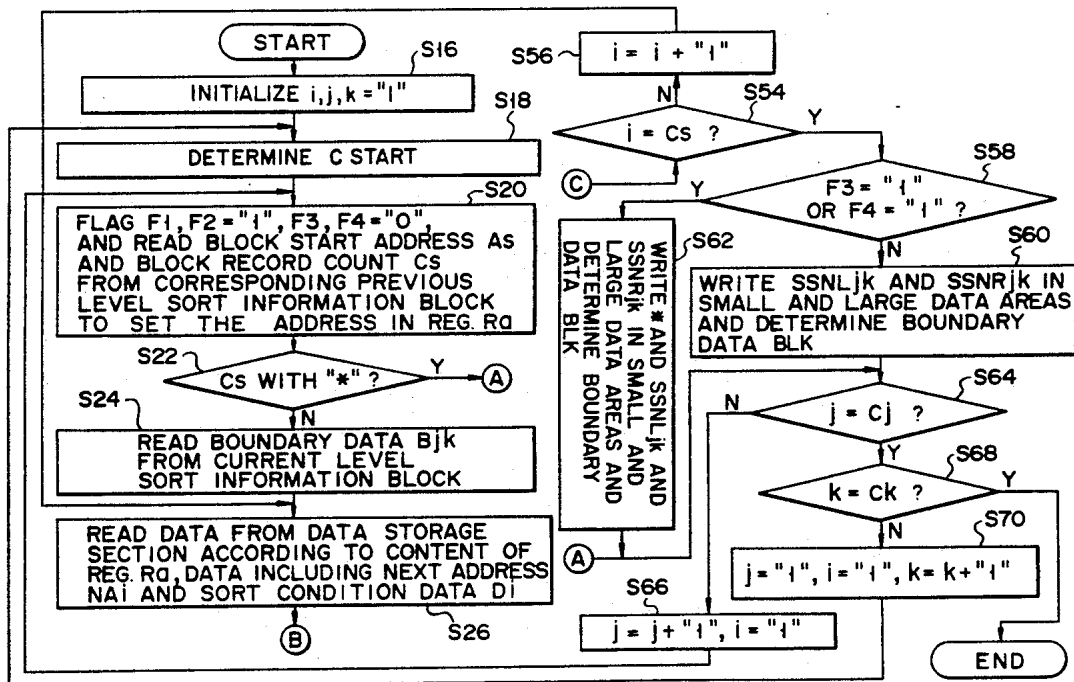 START
S16
INITIALIZE i,j,k="1"
S18
DETERMINE C START
S20
FLAG F1, F2="1", F3, F4="0",
AND READ BLOCK START ADDRESS As
AND BLOCK RECORD COUNT Cs
FROM CORRESPONDING PREVIOUS
LEVEL SORT INFORMATION BLOCK
TO SET THE ADDRESS IN REG. Ra
S22
Cs WITH "*" ?
Y
A
N
S24
READ BOUNDARY DATA Bjk
FROM CURRENT LEVEL
SORT INFORMATION BLOCK
READ DATA FROM DATA STORAGE
SECTION ACCORDING TO CONTENT OF
REG. Ra, DATA INCLUDING NEXT ADDRESS
NAi AND SORT CONDITION DATA Di
S26
B
S56
i = i + "1"
N
S54
i = Cs ?
Y
C
S58
Y
F3 = "1"
OR F4 = "1" ?
N
S62
WRITE * AND SSNLjk AND
SSNRjk IN SMALL AND
LARGE DATA AREAS AND
DETERMINE BOUNDARY
DATA BLK
S60
WRITE SSNLjk AND SSNRjk IN
SMALL AND LARGE DATA AREAS
AND DETERMINE BOUNDARY
DATA BLK
A
S64
N
j = Cj ?
Y
S68
k = Ck ?
Y
N
S70
j="1", i="1", k=k+"1"
S66
j = j+"1", i = "1"
END